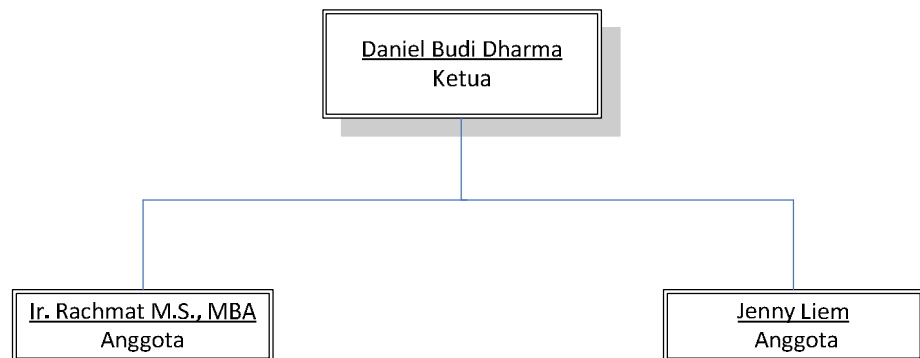 Daniel Budi Dharma
Ketua
Ir. Rachmat M.S., MBA
Anggota
Jenny Liem
Anggota